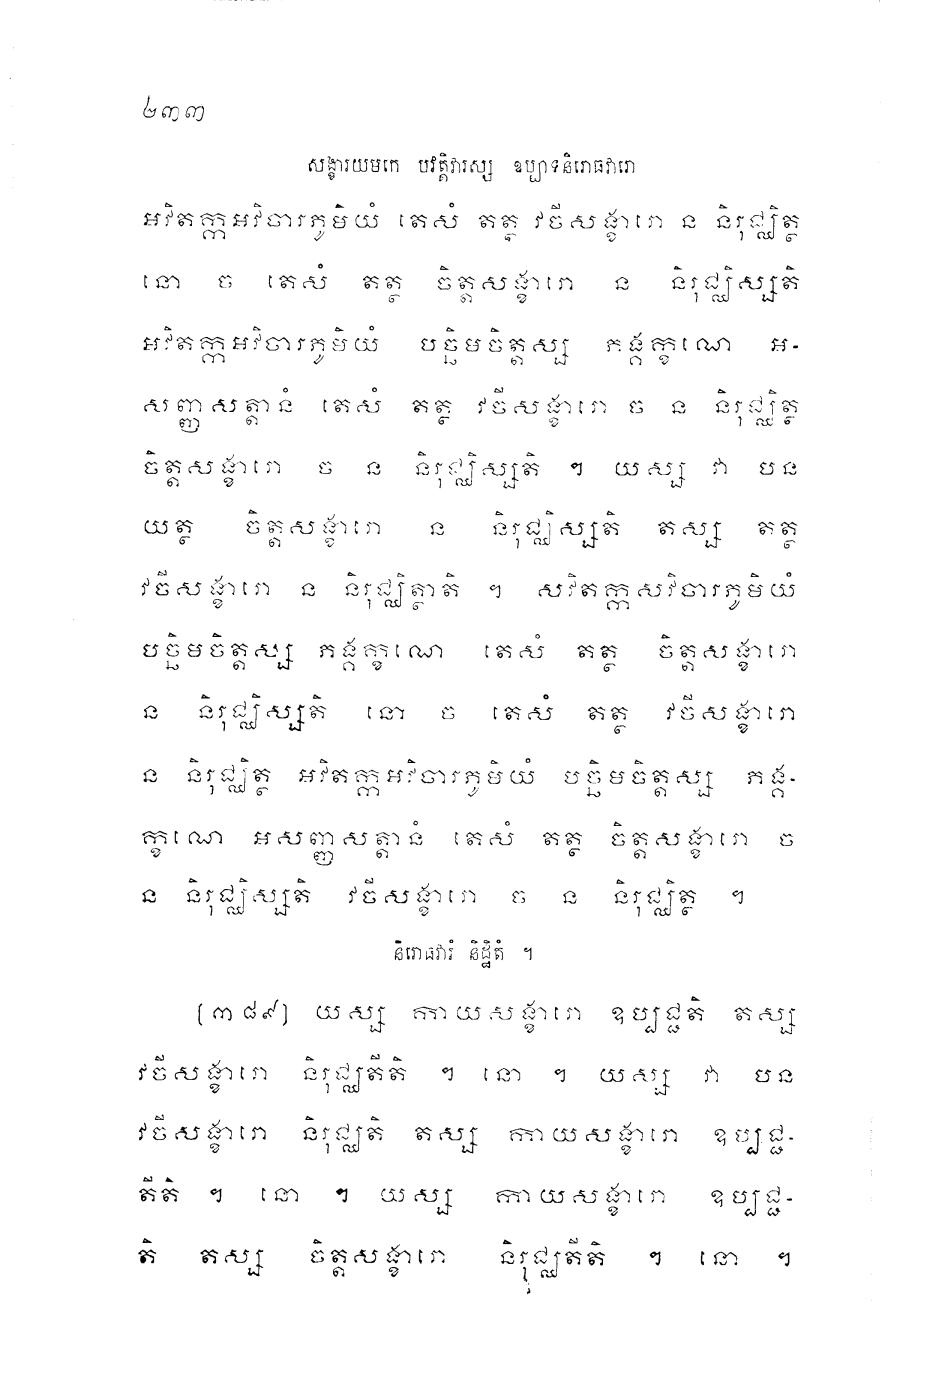 ២៣៣
សង្ខារយមកេ បវត្តិវារស្ស ឧប្បាទនិរោធវារោ
អវិតក្កអវិចារភូមិយំ តេសំ តត្ថ វចីសង្ខារោ ន និរុជ្ឈិត្ថ
នោ ច តេសំ តត្ថ ចិត្តសង្ខារោ ន និរុជ្ឈិស្សតិ
អវិតក្កអវិចារភូមិយំ បច្ឆិមចិត្តស្ស ភង្គក្ខណេ អ-
សញ្ញសត្តានំ តេសំ តត្ថ វចីសង្ខារោ ច ន និរុជ្ឈិត្ថ
ចិត្តសង្ខារោ ច ន និរុជ្ឈិស្សតិ ។ យស្ស វា បន
យត្ថ ចិត្តសង្ខារោ ន និរុជ្ឈិស្សតិ តស្ស តត្ថ
វចីសង្ខារោ ន និរុជ្ឈិត្ថាតិ ។ សវិតក្កសវិចារភូមិយំ
បច្ឆិមចិត្តស្ស ភង្គក្ខណេ តេសំ តត្ថ ចិត្តសង្ខារោ
ន និរុជ្ឈិស្សតិ នោ ច តេសំ តត្ថ វចីសង្ខារោ
ន និរុជ្ឈិត្ថ អវិតក្កអវិចារភូមិយំ បច្ឆិមចិត្តស្ស ភង្គ-
ក្ខណេ អសញ្ញសត្តានំ តេសំ តត្ថ ចិត្តសង្ខារោ ច
ន និរុជ្ឈិស្សតិ វចីសង្ខារោ ច ន និរុជ្ឈិត្ថ ។
និរោធវារំ និដ្ឋិតំ ។
(៣៨៩) យស្ស កាយសង្ខារោ ឧប្បជ្ជតិ តស្ស
វចីសង្ខារោ និរុជ្ឈតីតិ ។ នោ ។ យស្ស វា បន
វចីសង្ខារោ និរុជ្ឈតិ តស្ស កាយសង្ខារោ ឧប្បជ្ជ-
តីតិ ។ នោ ។ យស្ស កាយសង្ខារោ ឧប្បជ្ជ-
តិ តស្ស ចិត្តសង្ខារោ និរុជ្ឈតីតិ ។ នោ ។